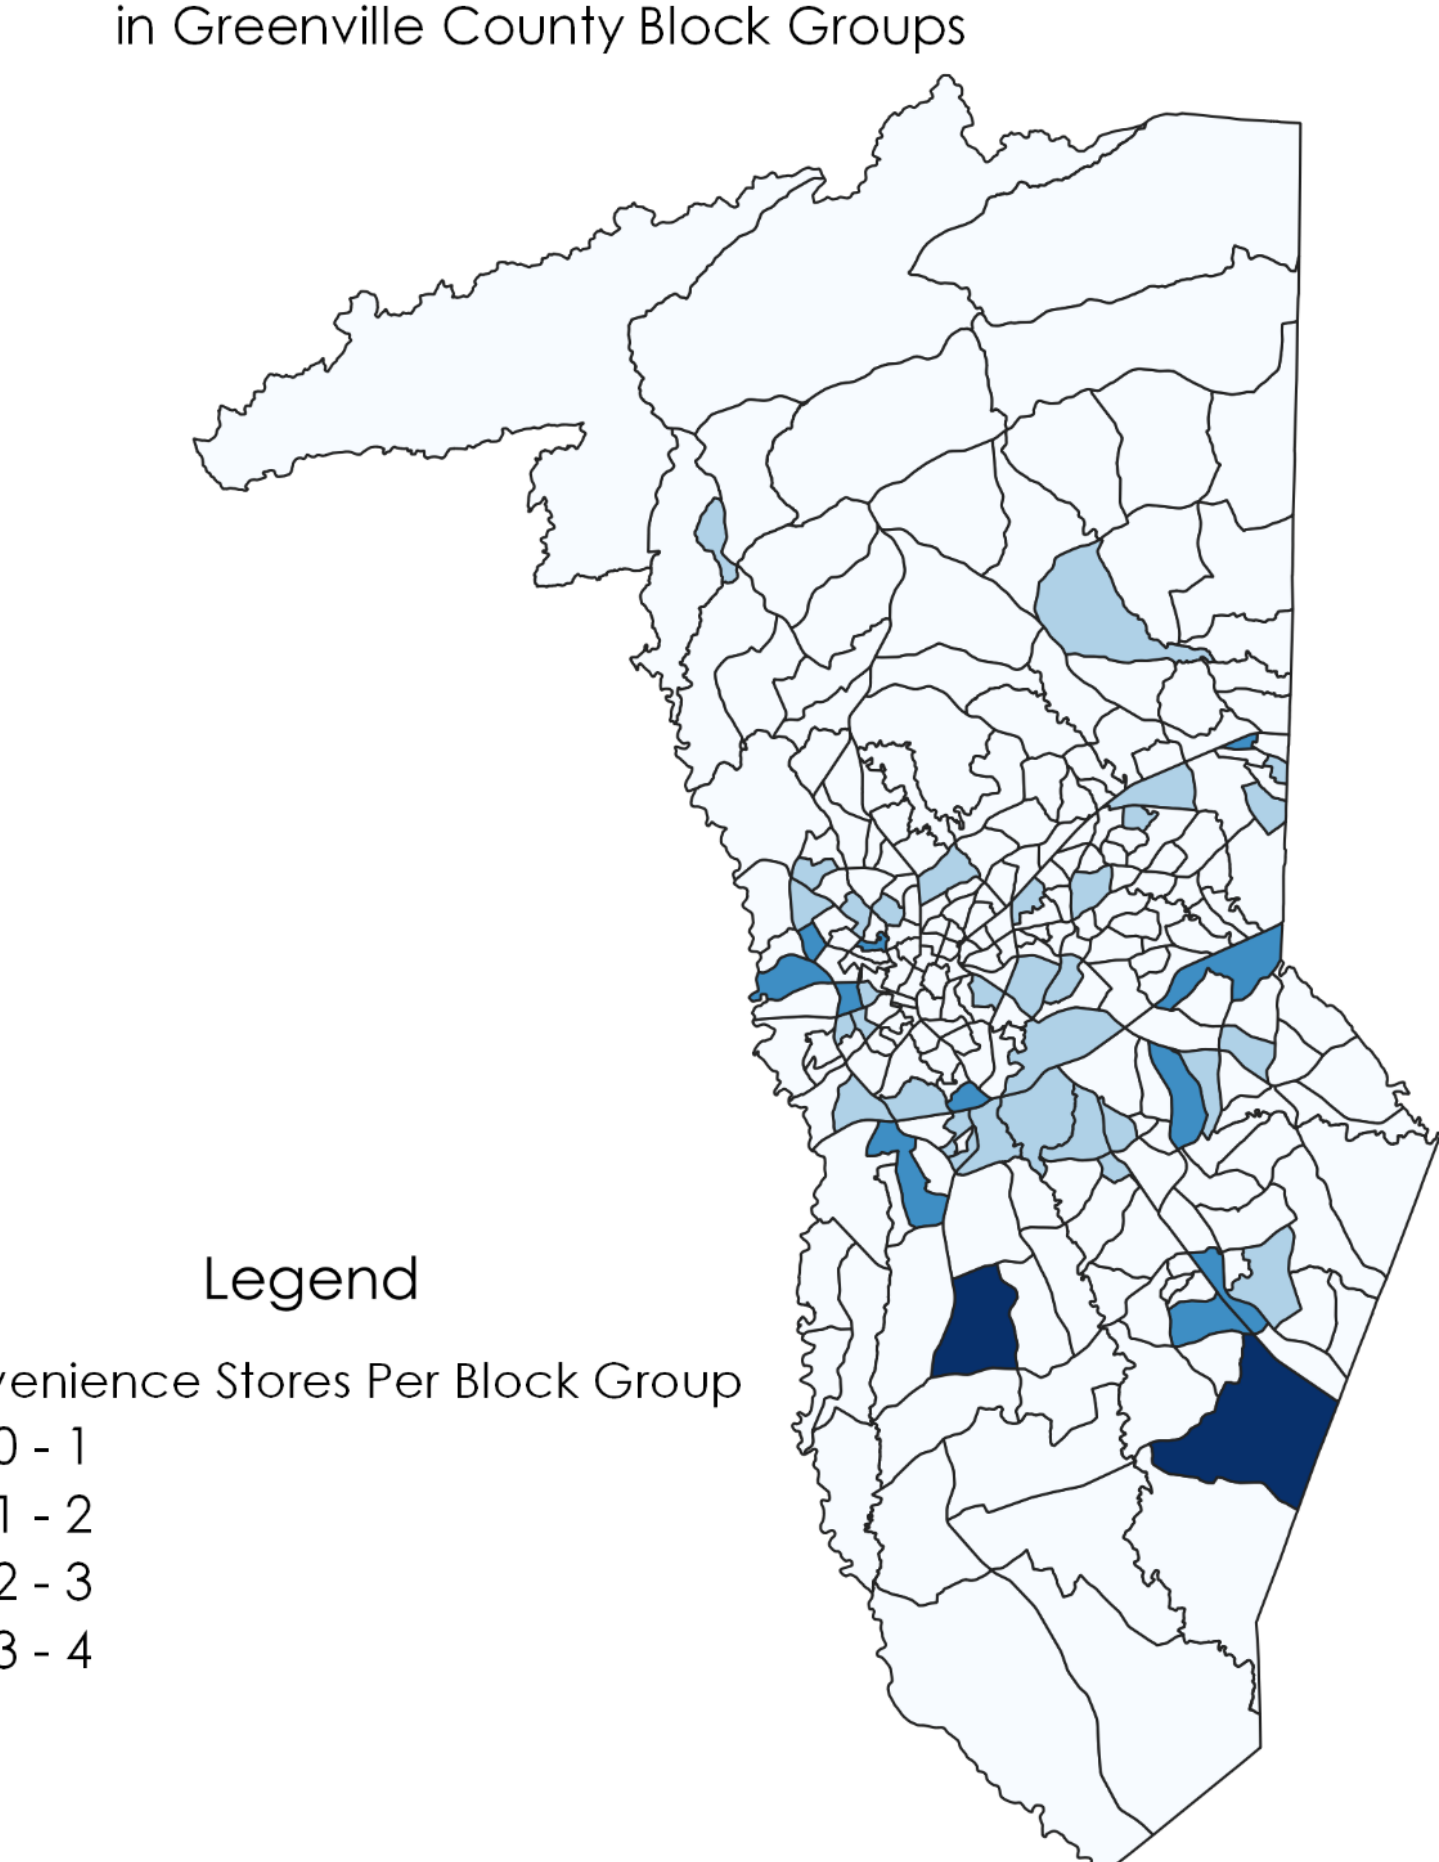 in Greenville County Block Groups
Legend
venience Stores Per Block Group
0 - 1
1 - 2
2 - 3
3 - 4